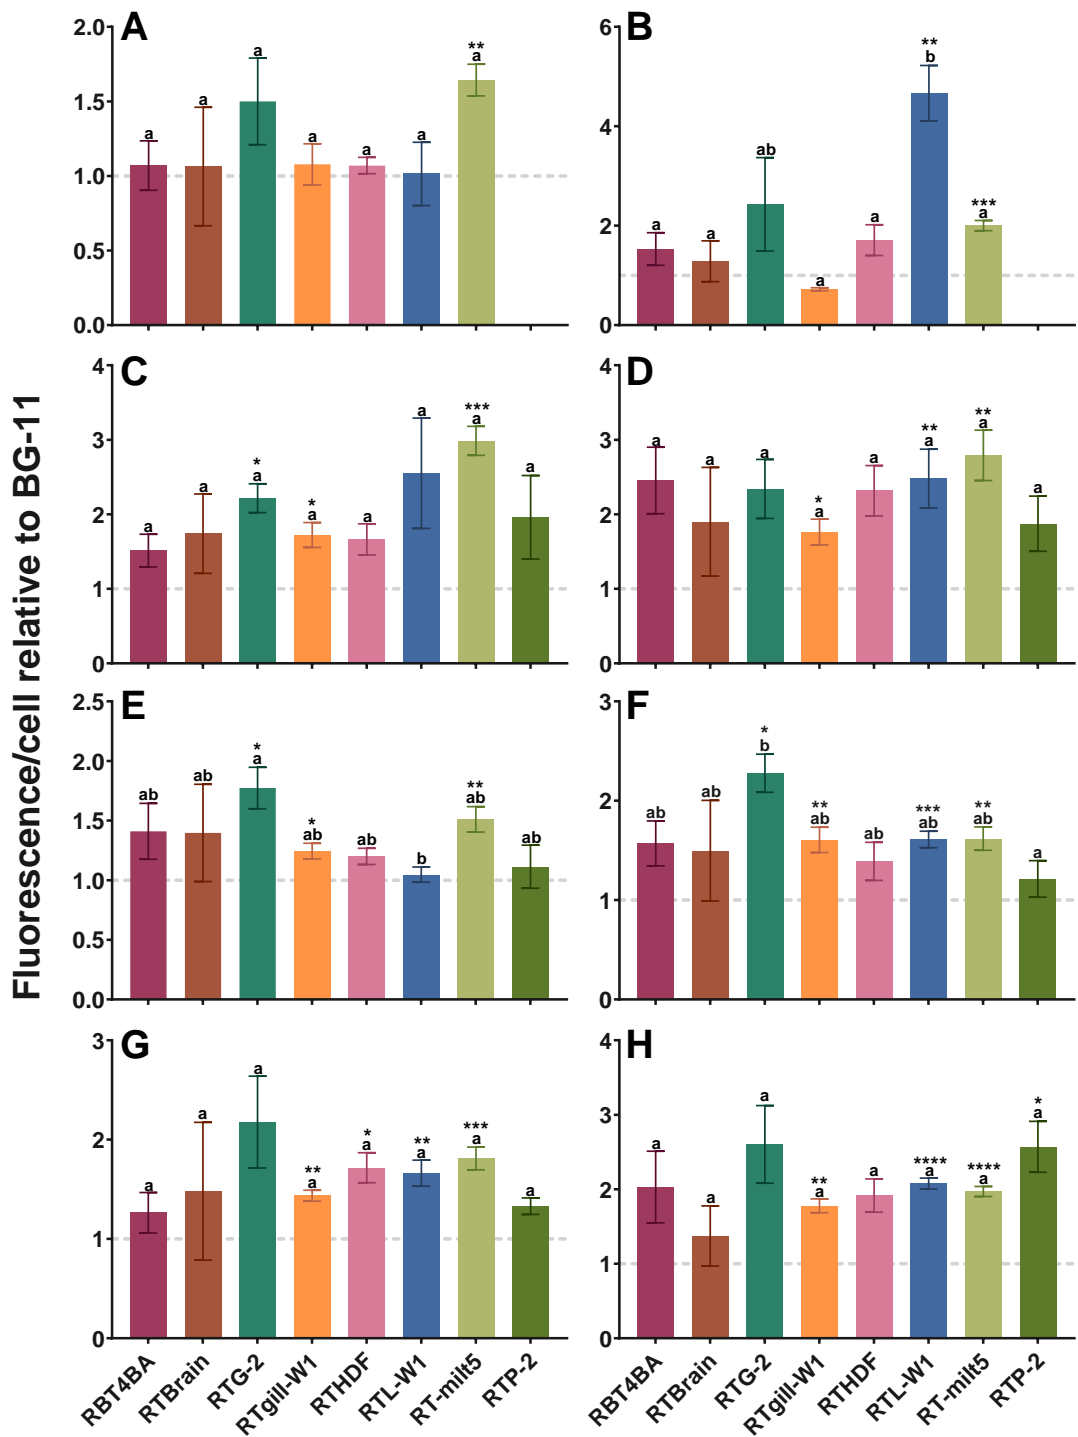 Fluorescence/cell relative to BG-11
A
2.0
1.5
1.0
0.5
0.0
a
a
a
a
a
a
**
a
B
6
4
2
0
a
a
ab
a
a
**
b
***
a
C
4
3
2
1
0
a
a
*
a
*
a
a
a
***
a
a
D
4
3
2
1
0
a
a
a
*
a
a
**
a
**
a
a
E
2.5
2.0
1.5
1.0
0.5
0.0
ab
ab
*
a
*
ab
ab
b
**
ab
ab
F
3
2
1
0
ab
ab
*
b
**
ab
ab
***
ab
**
ab
a
G
3
2
1
0
a
a
a
**
a
*
a
**
a
***
a
a
RBT4BA
RTBrain
RTG-2
RTgill-W1
RTHDF
RTL-W1
RT-milt5
RTP-2
H
4
3
2
1
0
a
a
a
**
a
a
****
a
****
a
*
a
RBT4BA
RTBrain
RTG-2
RTgill-W1
RTHDF
RTL-W1
RT-milt5
RTP-2